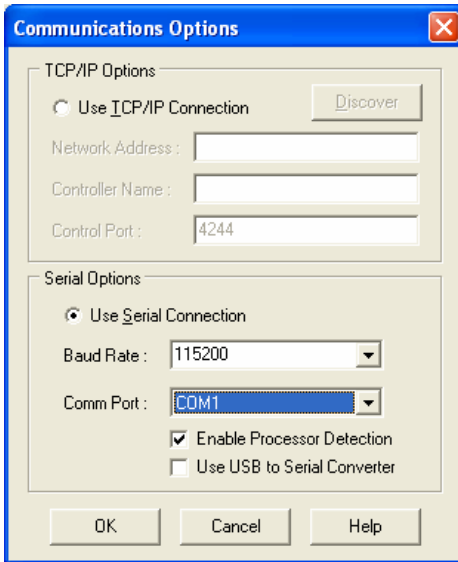 Communications Options
TCP/IP Options
Use TCP/IP Connection
Discover
Network Address :
Controller Name :
Control Port :
4244
Serial Options
Use Serial Connection
Baud Rate :
115200
Comm Port :
COM1
Enable Processor Detection
Use USB to Serial Converter
OK
Cancel
Help